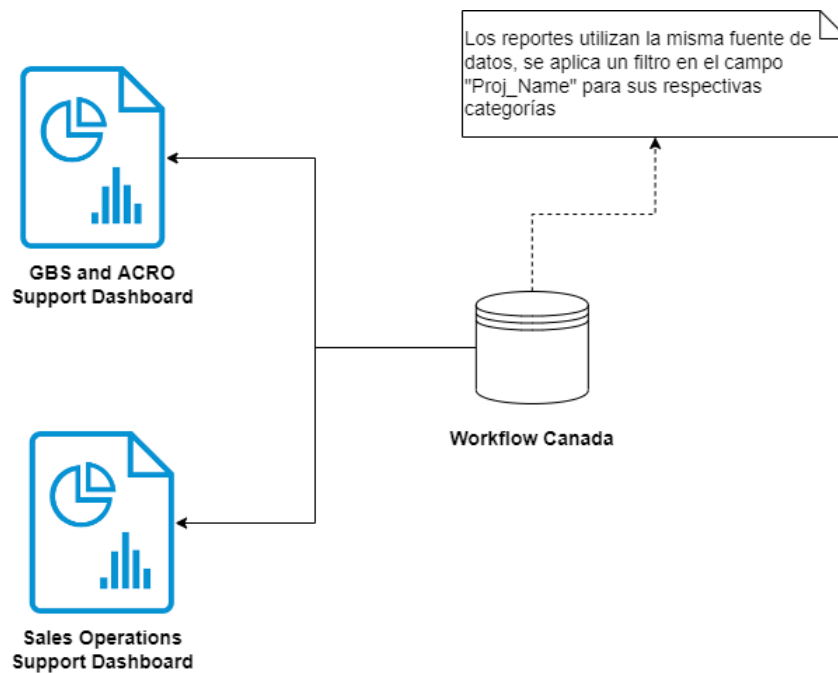 Los reportes utilizan la misma fuente de
datos, se aplica un filtro en el campo
"Proj_Name" para sus respectivas
categorías
GBS and ACRO
Support Dashboard
Workflow Canada
Sales Operations
Support Dashboard